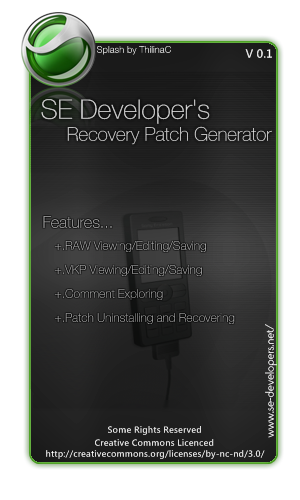 Splash by ThilinaC
V 0.1
SE Developer's
Recovery Patch Generator
Features...
+.RAW Viewing/Editing/Saving
+.VKP Viewing/Editing/Saving
+.Comment Exploring
+.Patch Uninstalling and Recovering
www.se-developers.net/
Some Rights Reserved
Creative Commons Licenced
http://creativecommons.org/licenses/by-nc-nd/3.0/